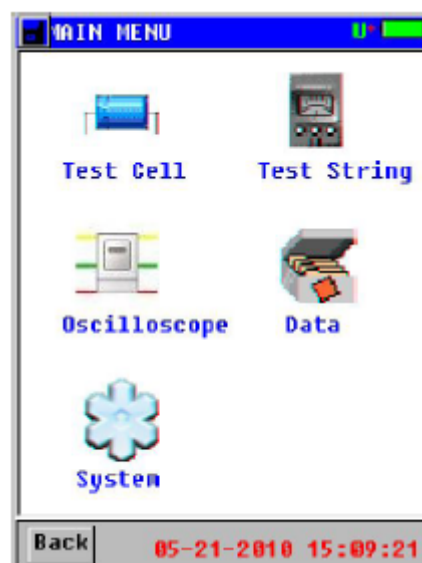 MAIN MENU U+
Test Cell Test String
Oscilloscope Data
System
Back 05-21-2010 15:09:21